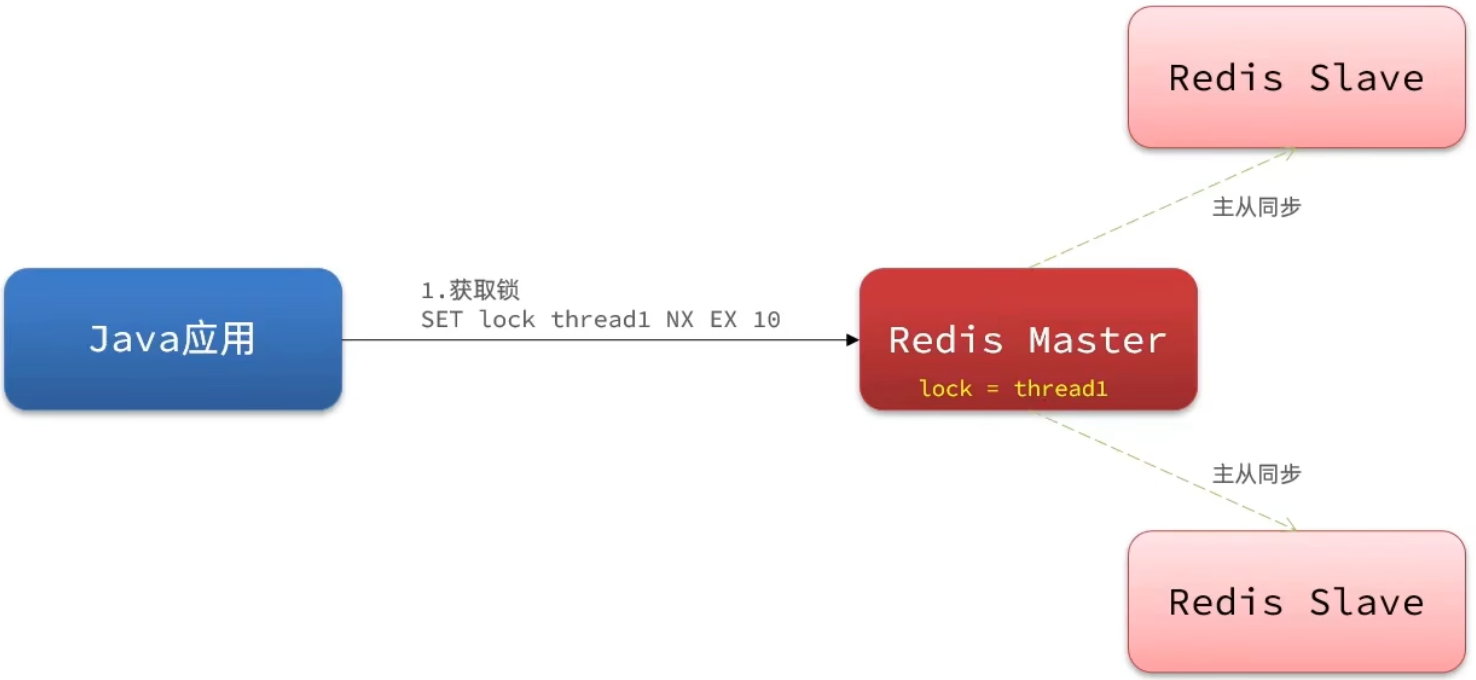 Redis Slave
主从同步
1.获取锁
SET lock thread1 NX EX 10
Java应用
Redis Master
lock = thread1
主从同步
Redis Slave